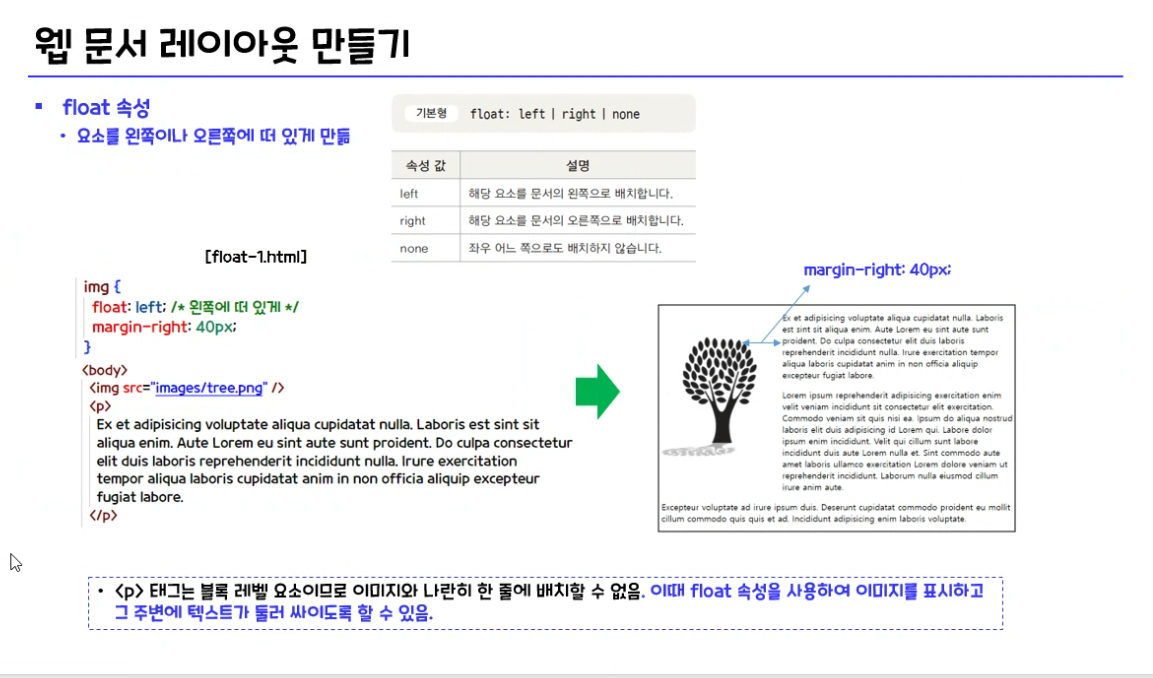 웹 문서 레이아웃 만들기
▪ float 속성
• 요소를 왼쪽이나 오른쪽에 떠 있게 만듦
기본형 float: left | right | none
속성 값 설명
left 해당 요소를 문서의 왼쪽으로 배치합니다.
right 해당 요소를 문서의 오른쪽으로 배치합니다.
none 좌우 어느 쪽으로도 배치하지 않습니다.
[float-1.html]
img {
float: left; /* 왼쪽에 떠 있게 */
margin-right: 40px;
}
<body>
<img src="images/tree.png" />
<p>
Ex et adipisicing voluptate aliqua cupidatat nulla. Laboris est sint sit
aliqua enim. Aute Lorem eu sint aute sunt proident. Do culpa consectetur
elit duis laboris reprehenderit incididunt nulla. Irure exercitation
tempor aliqua laboris cupidatat anim in non officia aliquip excepteur
fugiat labore.
</p>
margin-right: 40px;
Ex et adipisicing voluptate aliqua cupidatat nulla. Laboris
est sint sit aliqua enim. Aute Lorem eu sint aute sunt
proident. Do culpa consectetur elit duis laboris
reprehenderit incididunt nulla. Irure exercitation tempor
aliqua laboris cupidatat anim in non officia aliquip
excepteur fugiat labore.
Lorem ipsum reprehenderit adipisicing exercitation enim
velit veniam incididunt sit consectetur elit exercitation.
Commodo veniam sit quis nisi ea. Ipsum do aliqua nostrud
laboris elit duis adipisicing id Lorem qui. Labore dolor
ipsum enim incididunt. Velit qui cillum sunt labore
incididunt duis aute Lorem nulla et. Sint commodo aute
amet laboris ullamco exercitation Lorem dolore veniam ut
reprehenderit incididunt. Laborum nulla eiusmod cillum
irure anim aute.
Excepteur voluptate ad irure ipsum duis. Deserunt cupidatat commodo proident eu mollit
cillum commodo quis quis et ad. Incididunt adipisicing enim laboris voluptate.
• <p> 태그는 블록 레벨 요소이므로 이미지와 나란히 한 줄에 배치할 수 없음. 이때 float 속성을 사용하여 이미지를 표시하고
그 주변에 텍스트가 둘러 싸이도록 할 수 있음.